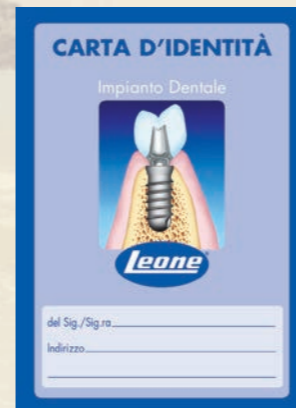 CARTA D'IDENTITÀ
Impianto Dentale
Leone
del Sig./Sig.ra
Indirizzo